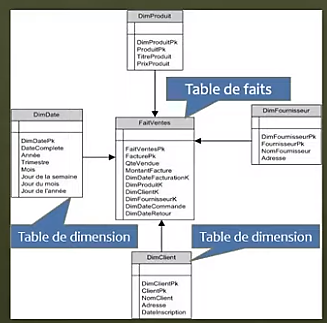 DimProduit
DimProduitPk
ProduitPk
TitreProduit
PrixProduit
Table de faits
DimDate
DimDatePk
DateComplete
Année
Trimestre
Mois
Jour de la semaine
Jour du mois
Jour de l'année
FaitVentes
FaitVentesPk
FacturePk
QteVendue
MontantFacture
DimDateFacturationK
DimProduitK
DimClientK
DimFournisseurK
DimDateCommande
DimDateRetour
DimFournisseur
DimFournisseurPk
FournisseurPk
NomFournisseur
Adresse
Table de dimension
Table de dimension
DimClient
DimClientPk
ClientPk
NomClient
Adresse
DateInscription